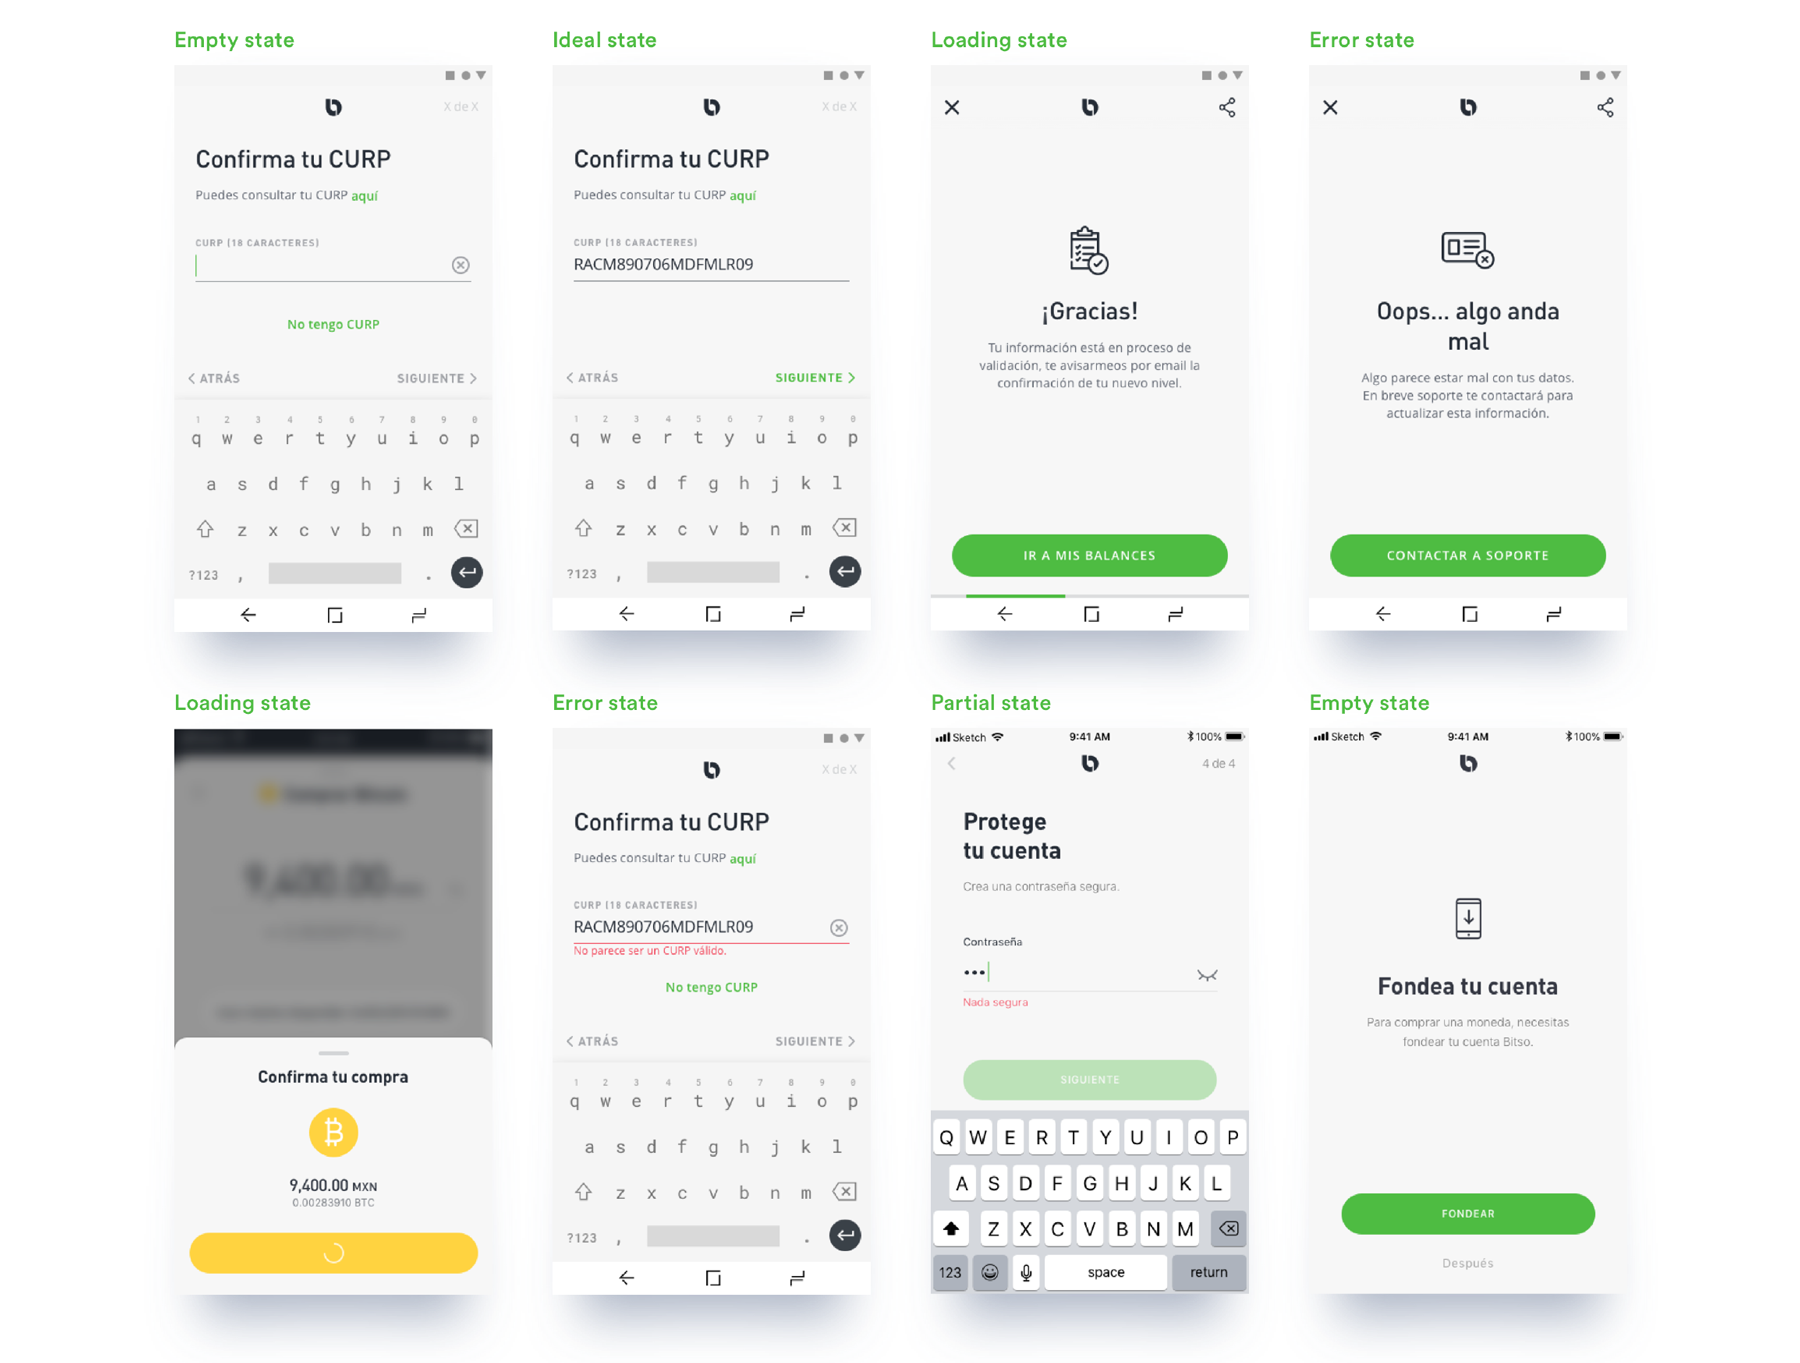 Empty state
X de X
Confirma tu CURP
Puedes consultar tu CURP aquí
CURP (18 CARACTERES)
No tengo CURP
ATRÁS SIGUIENTE
1 2 3 4 5 6 7 8 9 0
q w e r t y u i o p
a s d f g h j k l
z x c v b n m
?123 , .
Ideal state
X de X
Confirma tu CURP
Puedes consultar tu CURP aquí
CURP (18 CARACTERES)
RACM890706MDFMLR09
ATRÁS SIGUIENTE
1 2 3 4 5 6 7 8 9 0
q w e r t y u i o p
a s d f g h j k l
z x c v b n m
?123 , .
Loading state
¡Gracias!
Tu información está en proceso de
validación, te avisarmeos por email la
confirmación de tu nuevo nivel.
IR A MIS BALANCES
Error state
Oops... algo anda
mal
Algo parece estar mal con tus datos.
En breve soporte te contactará para
actualizar esta información.
CONTACTAR A SOPORTE
Loading state
9,400.00
Confirma tu compra
9,400.00 MXN
0.00283910 BTC
Error state
X de X
Confirma tu CURP
Puedes consultar tu CURP aquí
CURP (18 CARACTERES)
RACM890706MDFMLR09
No parece ser un CURP válido.
No tengo CURP
ATRÁS SIGUIENTE
1 2 3 4 5 6 7 8 9 0
q w e r t y u i o p
a s d f g h j k l
z x c v b n m
?123 , .
Partial state
Sketch 9:41 AM 100%
4 de 4
Protege
tu cuenta
Crea una contraseña segura.
Contraseña
•••
Nada segura
SIGUIENTE
Q W E R T Y U I O P
A S D F G H J K L
Z X C V B N M
123 space return
Empty state
Sketch 9:41 AM 100%
Fondea tu cuenta
Para comprar una moneda, necesitas
fondear tu cuenta Bitso.
FONDEAR
Después